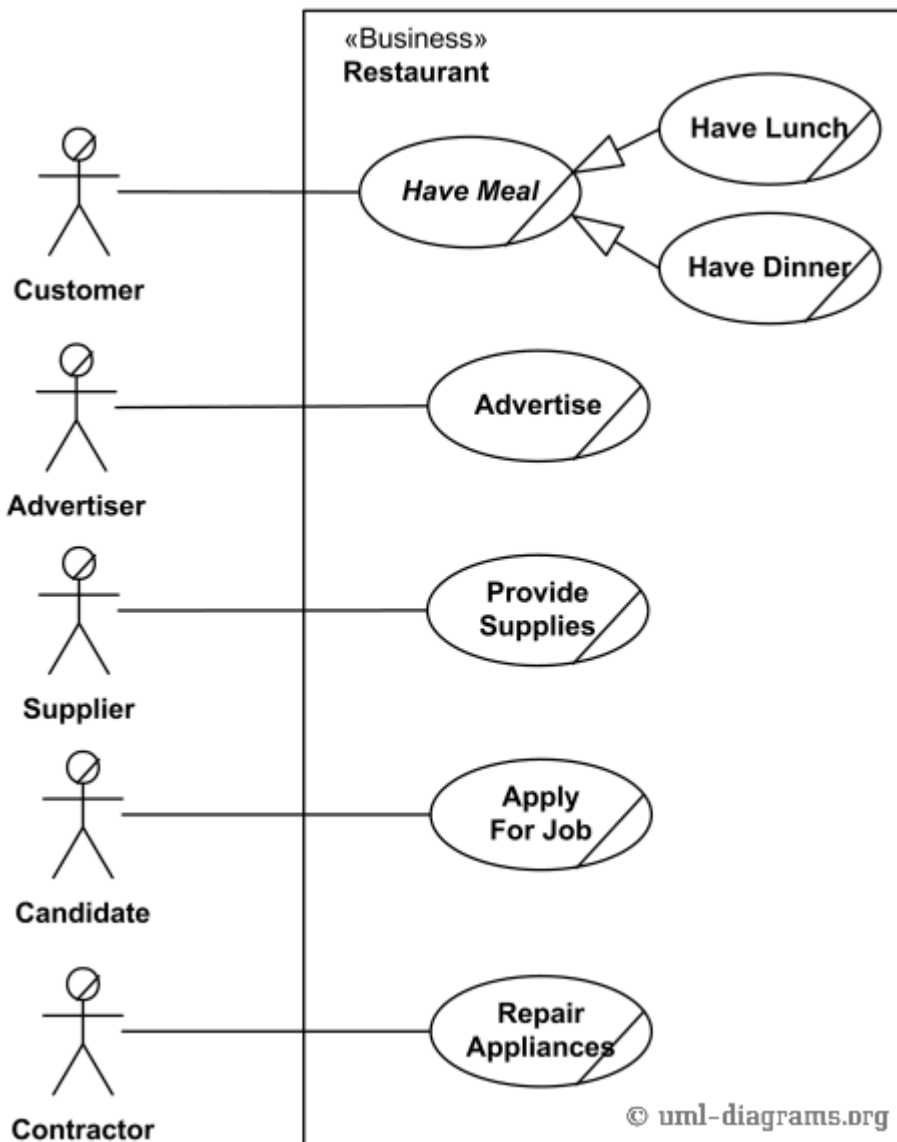 «Business»
Restaurant
Have Lunch
Have Meal
Have Dinner
Customer
Advertise
Advertiser
Provide
Supplies
Supplier
Apply
For Job
Candidate
Repair
Appliances
Contractor
© uml-diagrams.org